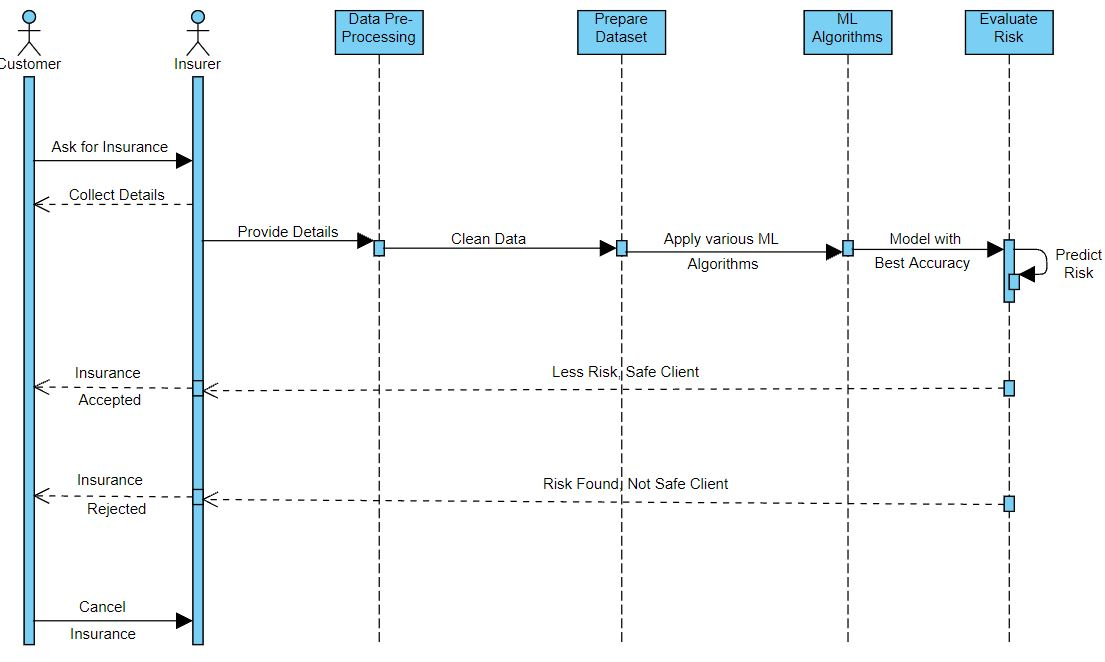 Data Pre-
Processing
Prepare
Dataset
ML
Algorithms
Evaluate
Risk
Customer
Insurer
Ask for Insurance
Collect Details
Provide Details
Clean Data
Apply various ML
Algorithms
Model with
Best Accuracy
Predict
Risk
Insurance
Accepted
Less Risk, Safe Client
Insurance
Rejected
Risk Found, Not Safe Client
Cancel
Insurance